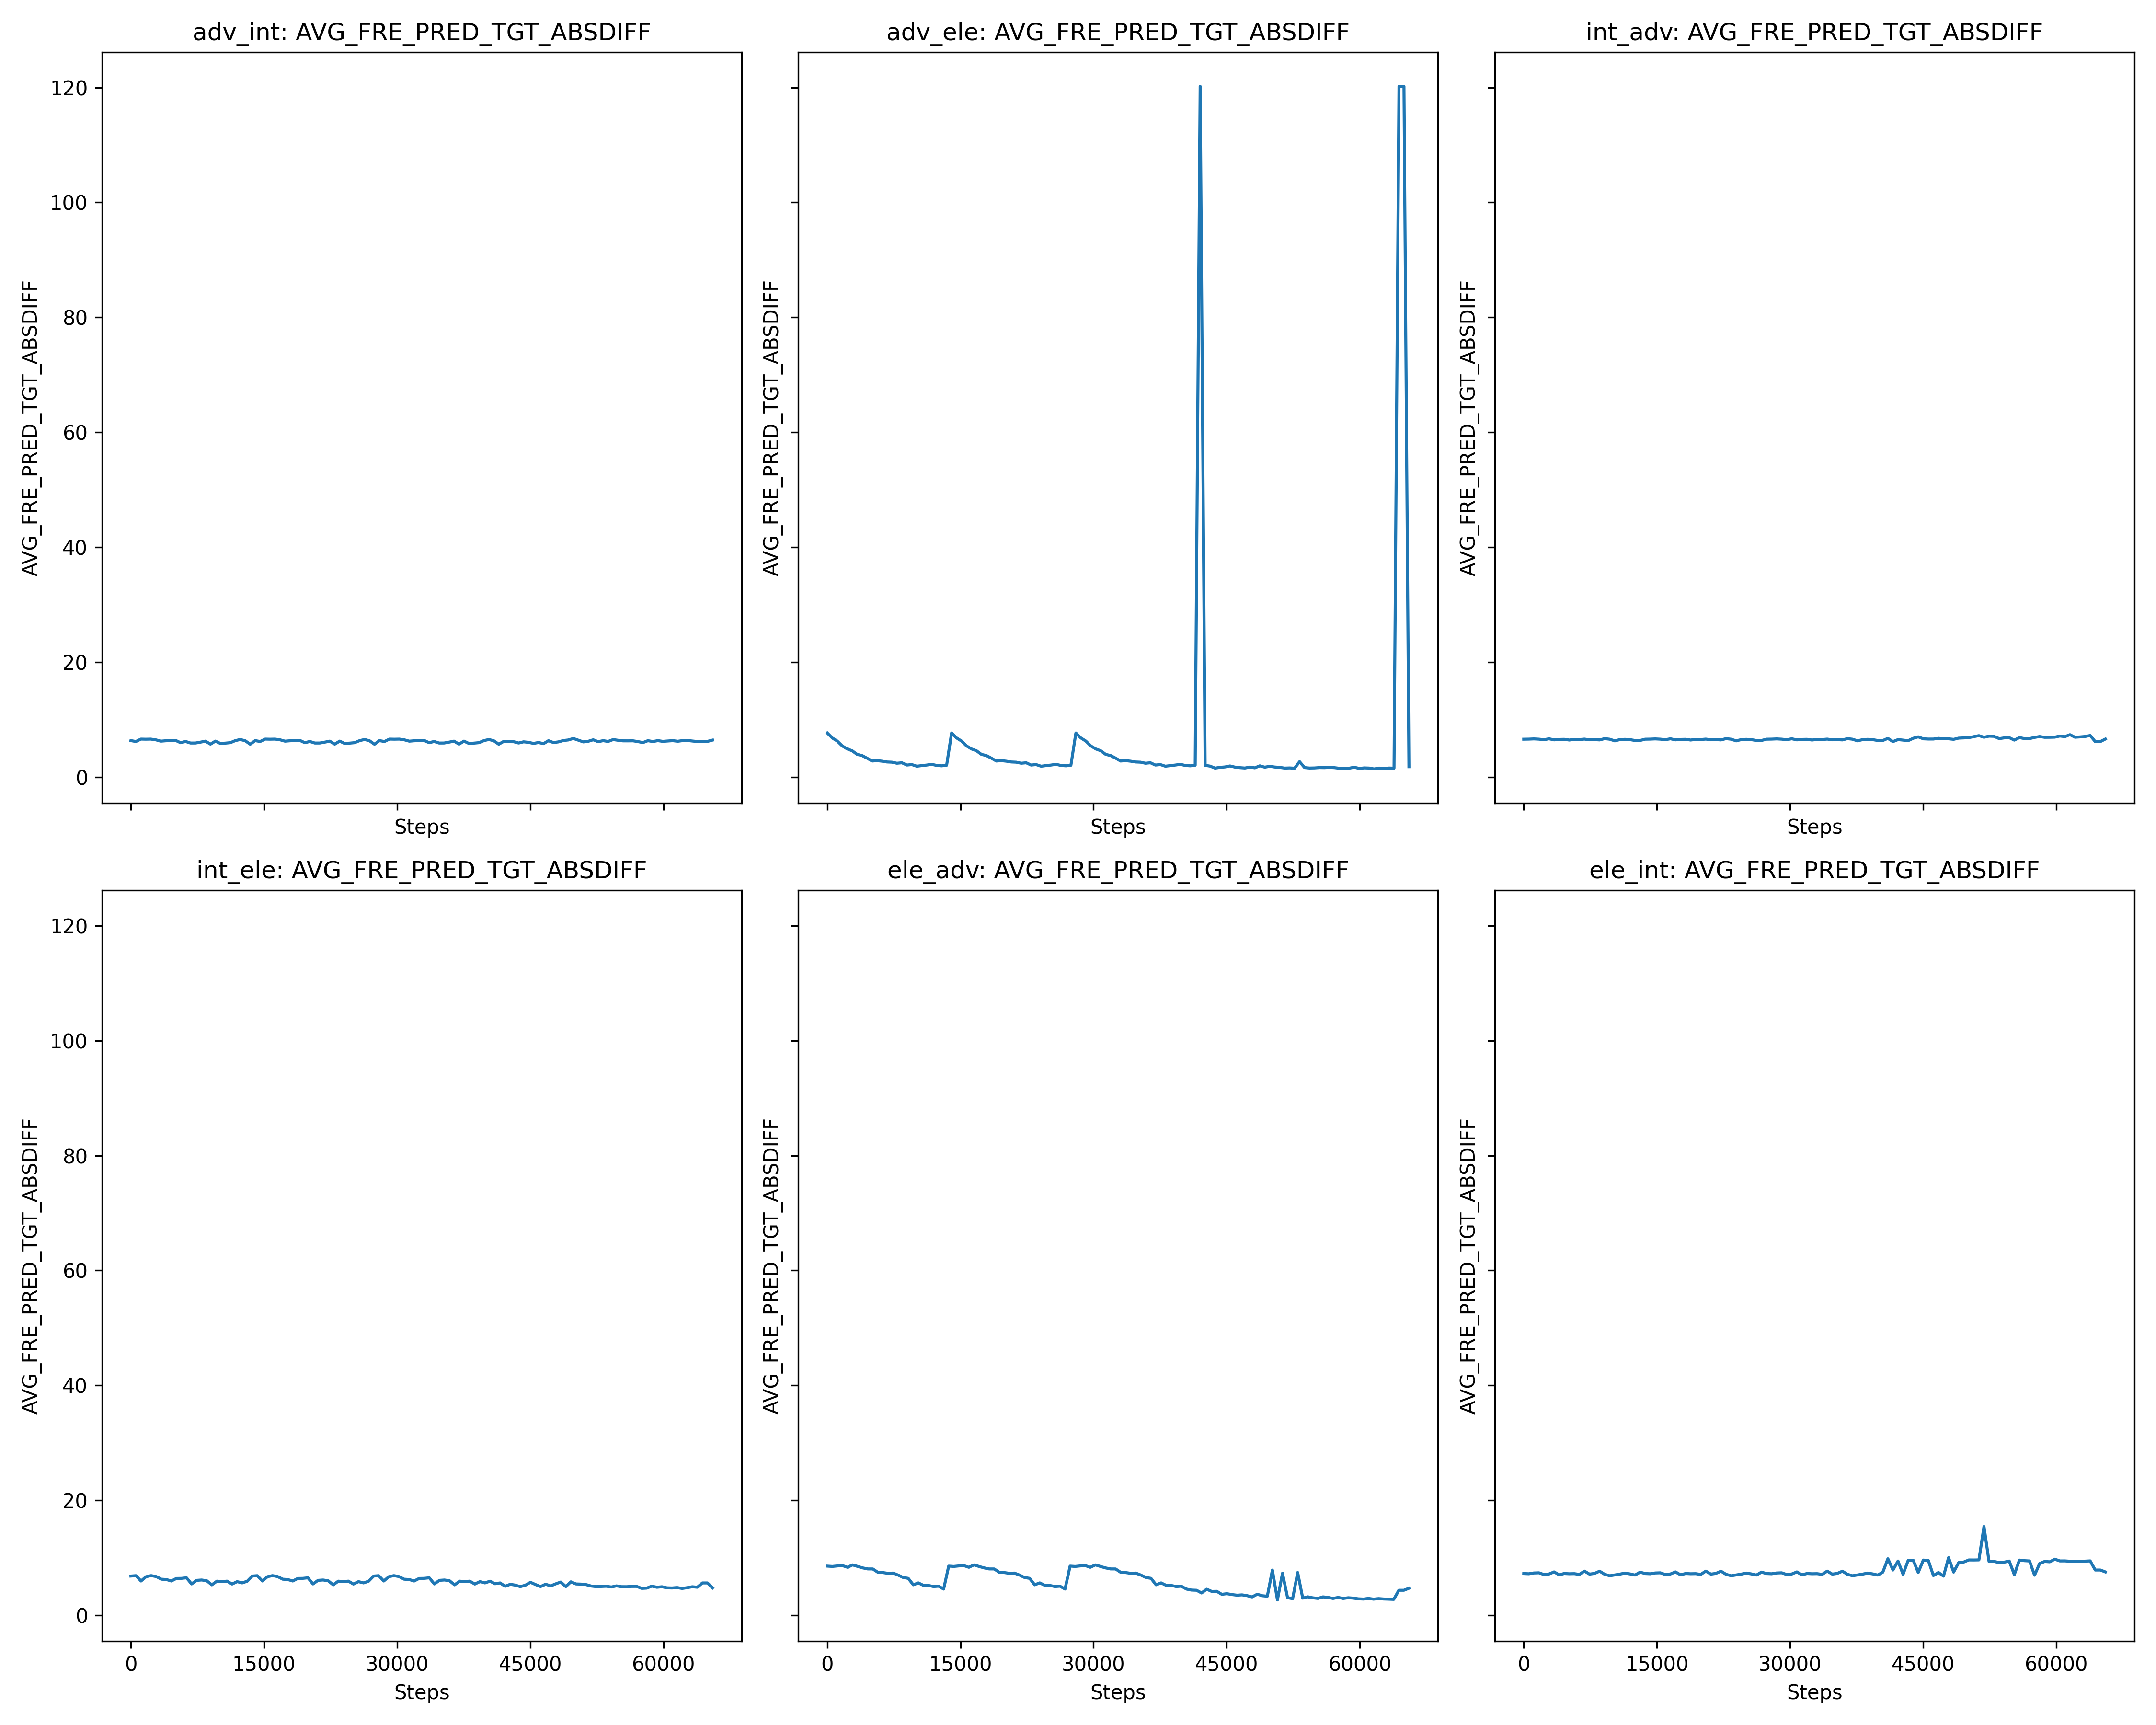 adv_int: AVG_FRE_PRED_TGT_ABSDIFF
adv_ele: AVG_FRE_PRED_TGT_ABSDIFF
int_adv: AVG_FRE_PRED_TGT_ABSDIFF
AVG_FRE_PRED_TGT_ABSDIFF
120
100
80
60
40
20
0
Steps
AVG_FRE_PRED_TGT_ABSDIFF
Steps
AVG_FRE_PRED_TGT_ABSDIFF
Steps
int_ele: AVG_FRE_PRED_TGT_ABSDIFF
ele_adv: AVG_FRE_PRED_TGT_ABSDIFF
ele_int: AVG_FRE_PRED_TGT_ABSDIFF
AVG_FRE_PRED_TGT_ABSDIFF
120
100
80
60
40
20
0
0 15000 30000 45000 60000
Steps
AVG_FRE_PRED_TGT_ABSDIFF
0 15000 30000 45000 60000
Steps
AVG_FRE_PRED_TGT_ABSDIFF
0 15000 30000 45000 60000
Steps